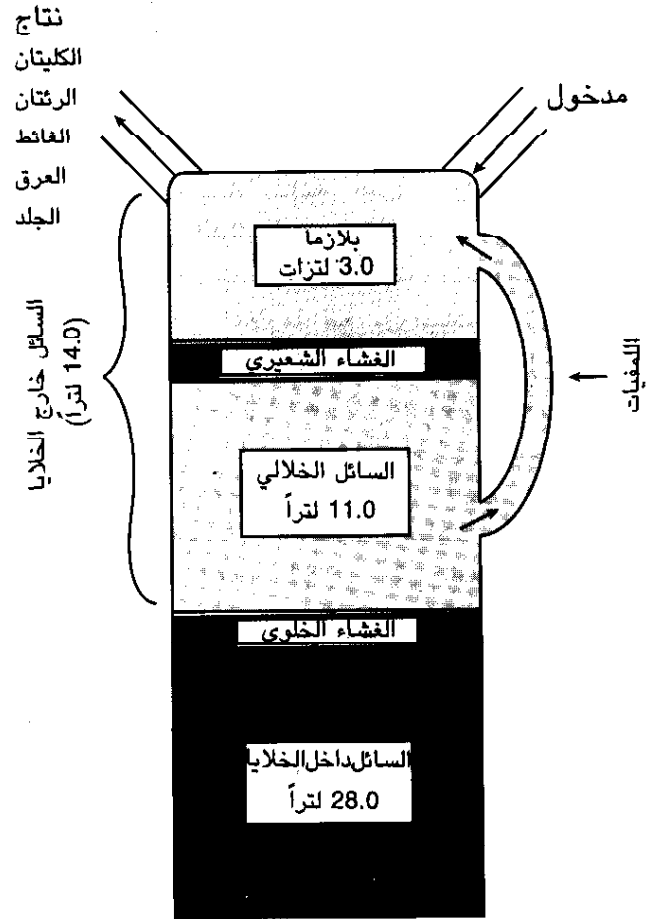 نتاج
الكليتان
الرئتان
الغائط
العرق
الجلد
مدخول
بلازما
3.0 لترات
الغشاء الشعيري
السائل خارج الخلايا
(14.0 لتراً)
اللمفيات
السائل الخلالي
11.0 لتراً
الغشاء الخلوي
السائل داخل الخلايا
28.0 لتراً